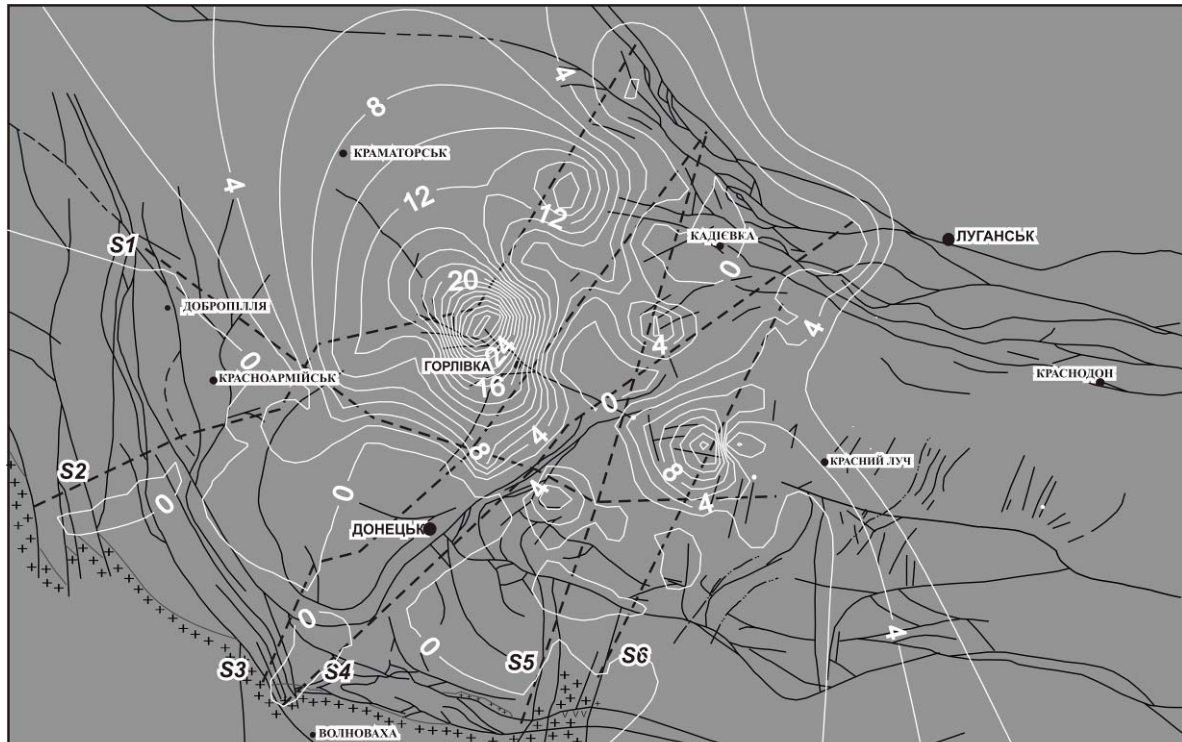 4
8
КРАМАТОРСЬК
4
12
12
S1
КАДІЄВКА
ЛУГАНСЬК
0
20
ДОБРОПІЛЛЯ
4
24
4
0
ГОРЛІВКА
КРАСНОАРМІЙСЬК
16
КРАСНОДОН
0
4
8
S2
8
КРАСНИЙ ЛУЧ
0
0
4
4
ДОНЕЦЬК
0
4
0
S3
S4
S5
S6
ВОЛНОВАХА